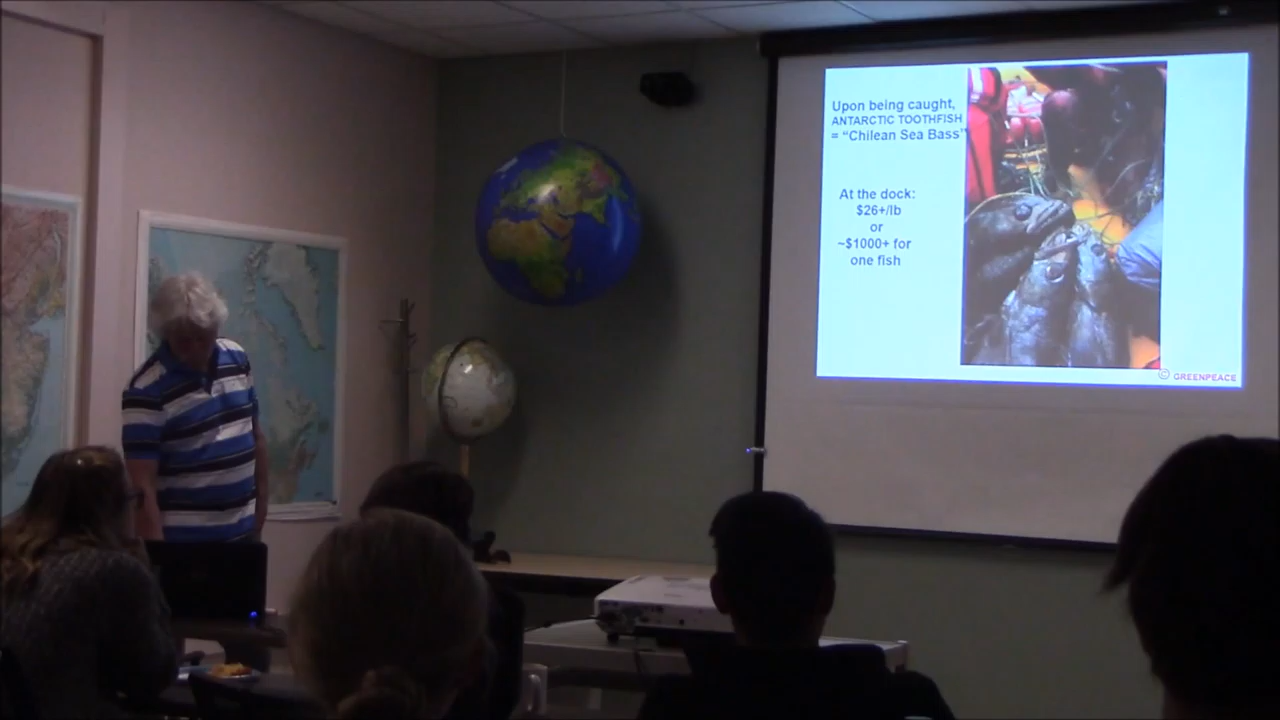 Upon being caught,
ANTARCTIC TOOTHFISH
= "Chilean Sea Bass"
At the dock:
$26+/lb
or
~$1000+ for
one fish
© GREENPEACE